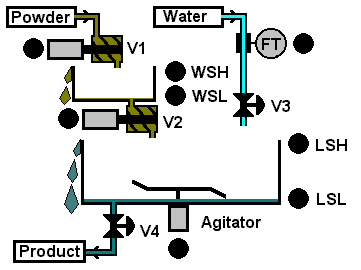 Powder
Water
V1
FT
WSH
WSL
V3
V2
LSH
LSL
Agitator
V4
Product